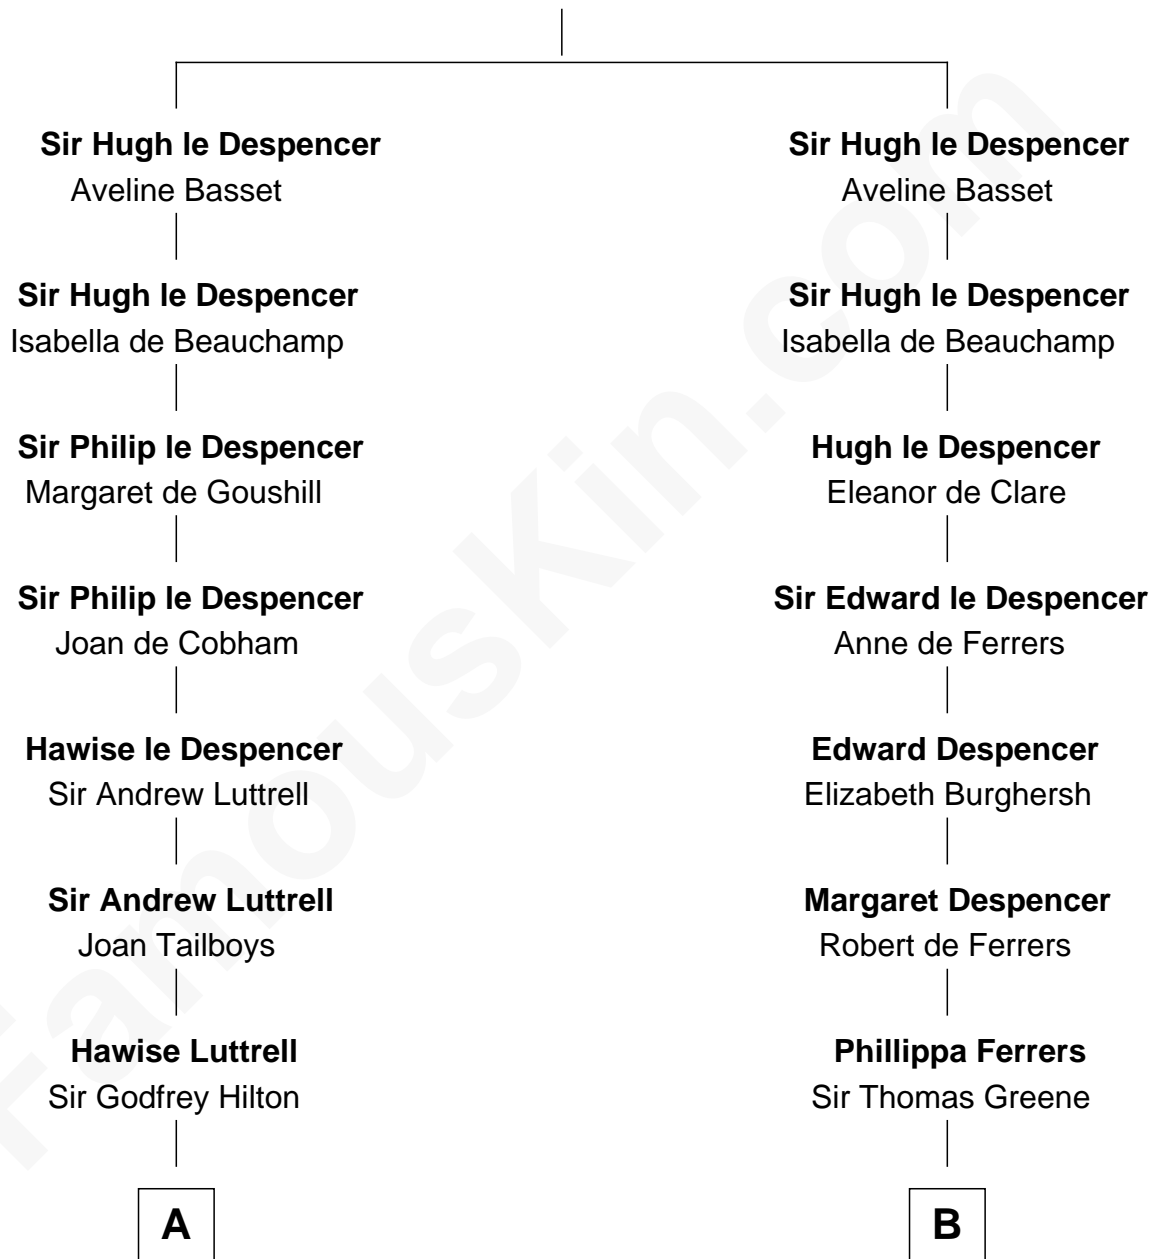 Sir Hugh le Despencer
Aveline Basset
Sir Hugh le Despencer
Isabella de Beauchamp
Sir Philip le Despencer
Margaret de Goushill
Sir Philip le Despencer
Joan de Cobham
Hawise le Despencer
Sir Andrew Luttrell
Sir Andrew Luttrell
Joan Tailboys
Hawise Luttrell
Sir Godfrey Hilton
A
Sir Hugh le Despencer
Aveline Basset
Sir Hugh le Despencer
Isabella de Beauchamp
Hugh le Despencer
Eleanor de Clare
Sir Edward le Despencer
Anne de Ferrers
Edward Despencer
Elizabeth Burghersh
Margaret Despencer
Robert de Ferrers
Phillippa Ferrers
Sir Thomas Greene
B
FamousKin.com